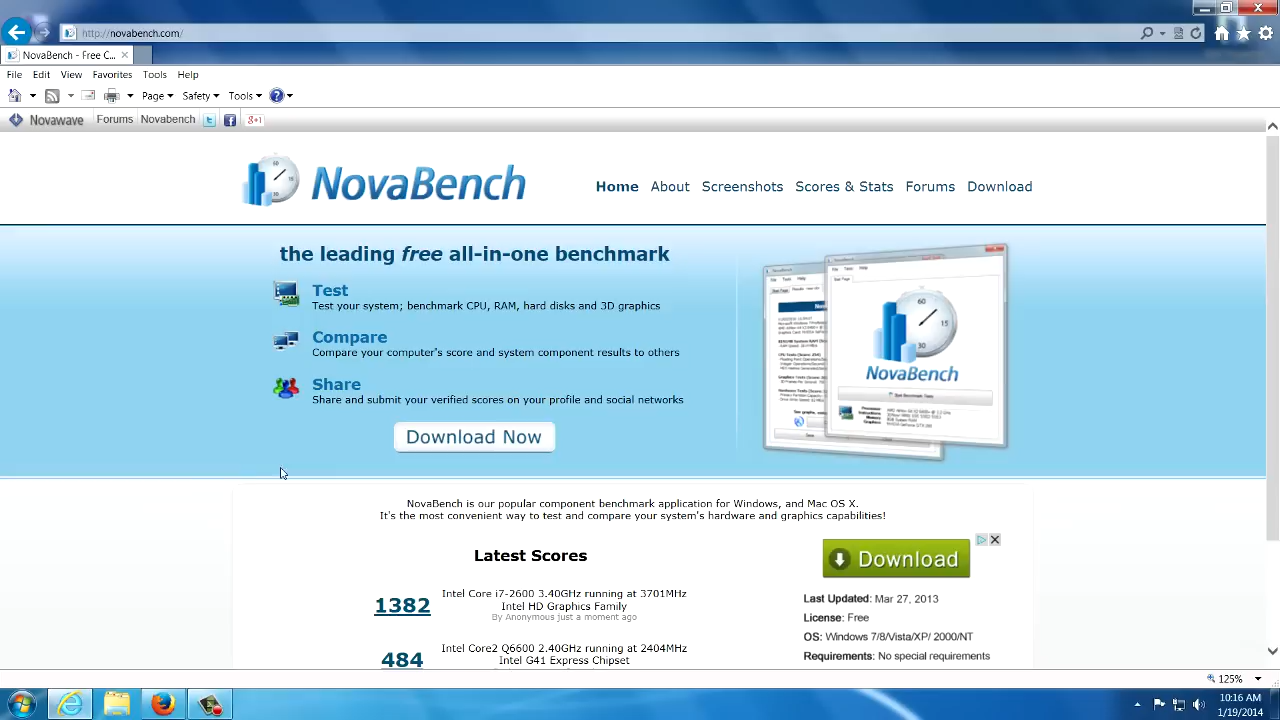 http://novabench.com/
NovaBench - Free C...
File Edit View Favorites Tools Help
Page Safety Tools
Novawave Forums Novabench
NovaBench
Home About Screenshots Scores & Stats Forums Download
the leading free all-in-one benchmark
Test
Test your system; benchmark CPU, RAM, hard disks and 3D graphics
Compare
Compare your computer's score and system component results to others
Share
Share and submit your verified scores on your profile and social networks
Download Now
NovaBench
NovaBench is our popular component benchmark application for Windows, and Mac OS X.
It's the most convenient way to test and compare your system's hardware and graphics capabilities!
Latest Scores
1382
Intel Core i7-2600 3.40GHz running at 3701MHz
Intel HD Graphics Family
By Anonymous just a moment ago
484
Intel Core2 Q6600 2.40GHz running at 2404MHz
Intel G41 Express Chipset
Download
Last Updated: Mar 27, 2013
License: Free
OS: Windows 7/8/Vista/XP/ 2000/NT
Requirements: No special requirements
125%
10:16 AM
1/19/2014